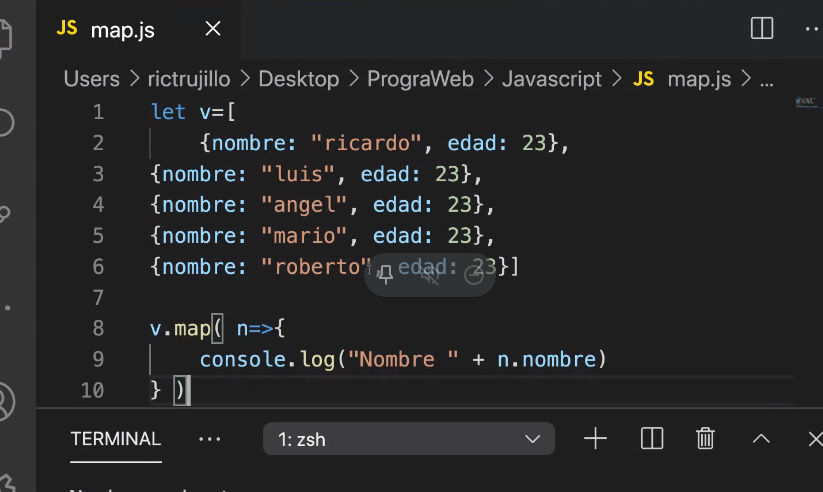 JS map.js
Users > rictrujillo > Desktop > PrograWeb > Javascript > JS map.js > ...
1 let v=[
2 {nombre: "ricardo", edad: 23},
3 {nombre: "luis", edad: 23},
4 {nombre: "angel", edad: 23},
5 {nombre: "mario", edad: 23},
6 {nombre: "roberto", edad: 23}]
7
8 v.map( n=>{
9 console.log("Nombre " + n.nombre)
10 } )
TERMINAL ... 1: zsh